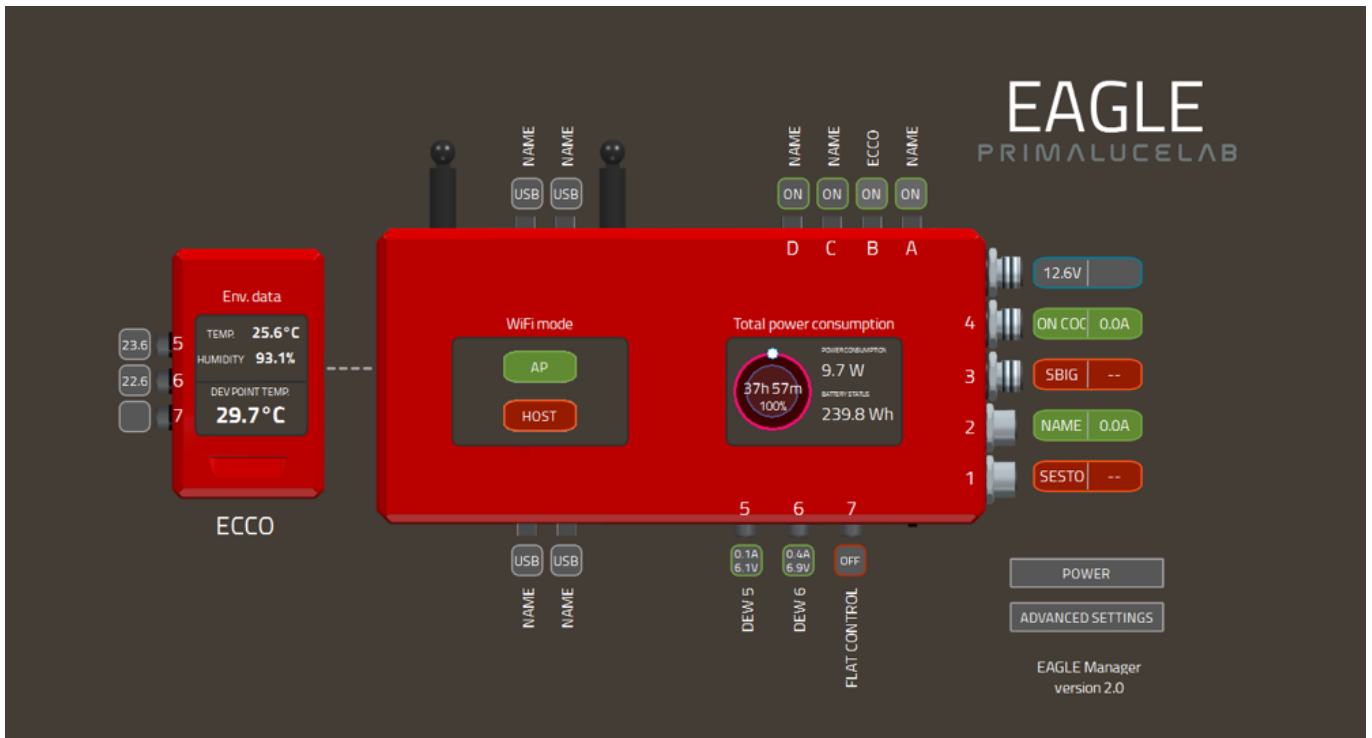 EAGLE
PRIMALUCELAB
NAME
NAME
NAME
NAME
ECCO
NAME
USB
USB
ON
ON
ON
ON
D
C
B
A
12.6V
4
ON COC
0.0A
3
SBIG
--
2
NAME
0.0A
1
SESTO
--
Env. data
TEMP.
25.6°C
HUMIDITY
93.1%
DEV POINT TEMP.
29.7°C
23.6
5
22.6
6
7
ECCO
WiFi mode
AP
HOST
Total power consumption
37h 57m
100%
POWER CONSUMPTION
9.7 W
BATTERY STATUS
239.8 Wh
USB
USB
NAME
NAME
5
6
7
0.1A
6.1V
0.4A
6.9V
OFF
DEW 5
DEW 6
FLAT CONTROL
POWER
ADVANCED SETTINGS
EAGLE Manager
version 2.0